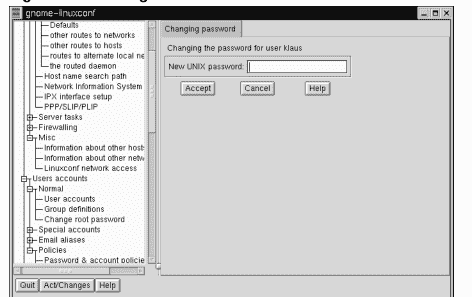 gnome-linuxconf
Defaults
other routes to networks
other routes to hosts
routes to alternate local ne
the routed daemon
Host name search path
Network Information System
IPX interface setup
PPP/SLIP/PLIP
Server tasks
Firewalling
Misc
Information about other host
Information about other netw
Linuxconf network access
Users accounts
Normal
User accounts
Group definitions
Change root password
Special accounts
Email aliases
Policies
Password & account policie
Changing password
Changing the password for user klaus
New UNIX password:
Accept Cancel Help
Quit Act/Changes Help